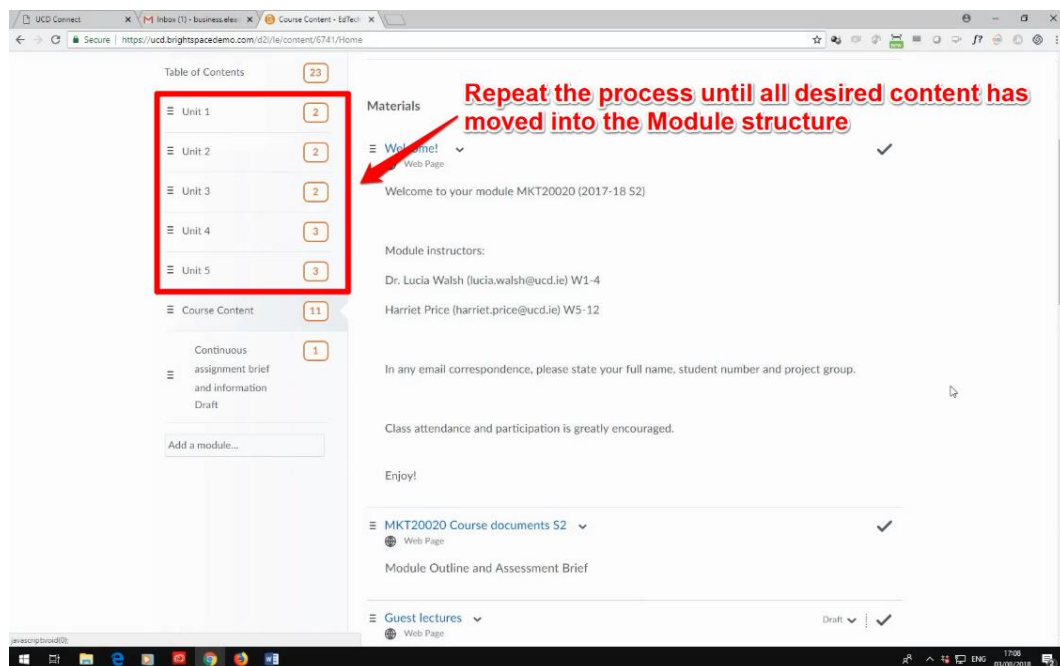 UCD Connect
Inbox (1) - business.elear
Course Content - EdTech
Secure | https://ucd.brightspacedemo.com/d2l/le/content/6741/Home
Table of Contents 23
Unit 1 2
Unit 2 2
Unit 3 2
Unit 4 3
Unit 5 3
Course Content 11
Continuous 1
assignment brief
and information
Draft
Add a module...
Repeat the process until all desired content has
moved into the Module structure
Materials
Welcome!
Web Page
Welcome to your module MKT20020 (2017-18 S2)
Module instructors:
Dr. Lucia Walsh (lucia.walsh@ucd.ie) W1-4
Harriet Price (harriet.price@ucd.ie) W5-12
In any email correspondence, please state your full name, student number and project group.
Class attendance and participation is greatly encouraged.
Enjoy!
MKT20020 Course documents S2
Web Page
Module Outline and Assessment Brief
Guest lectures Draft
Web Page
javascript:void(0);
ENG 17:08
03/08/2018